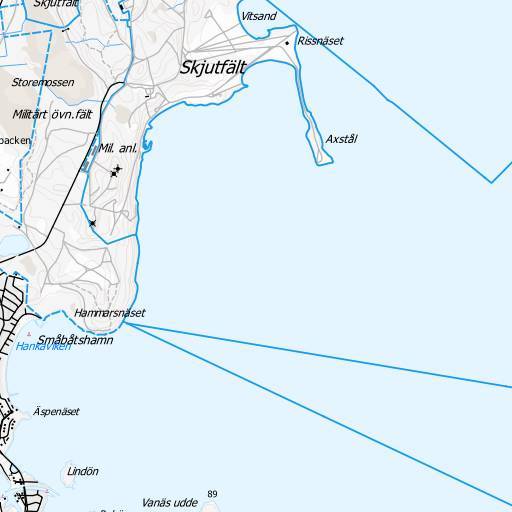 Skjutfält
Vitsand
Rissnäset
Skjutfält
Storemossen
Militärt övn.fält
backen
Mil. anl.
Axstål
Hammarsnäset
Småbåtshamn
Hankaviken
Äspenäset
Lindön
89
Vanäs udde